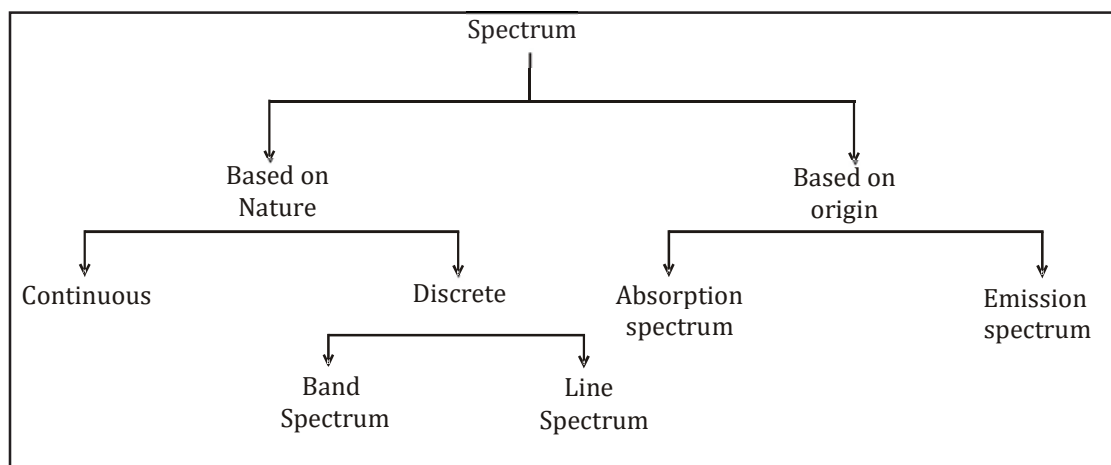 Spectrum
Based on
Nature
Based on
origin
Continuous
Discrete
Absorption
spectrum
Emission
spectrum
Band
Spectrum
Line
Spectrum